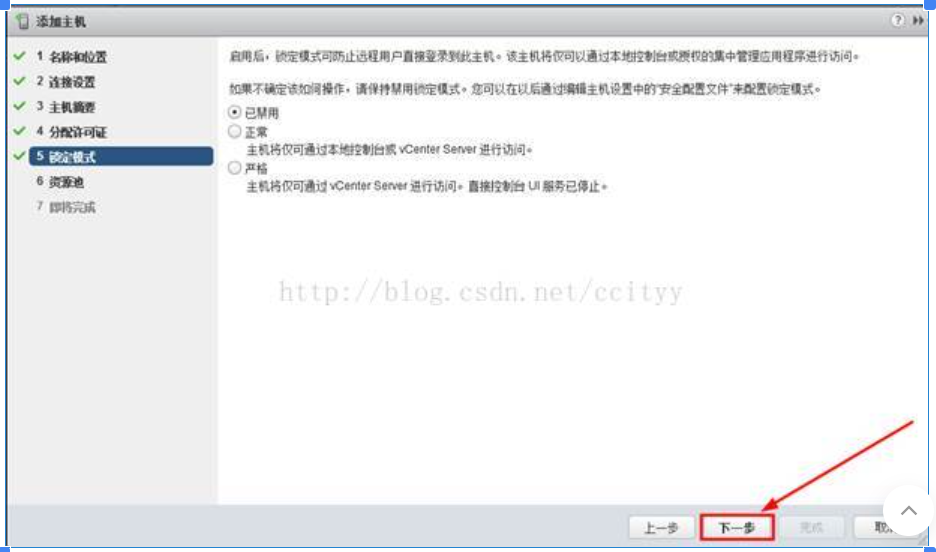 添加主机
1 名称和位置
2 连接设置
3 主机摘要
4 分配许可证
5 锁定模式
6 资源池
7 即将完成
启用后，锁定模式可防止远程用户直接登录到此主机。该主机将仅可以通过本地控制台或授权的集中管理应用程序进行访问。
如果不确定该如何操作，请保持禁用锁定模式。您可以在以后通过编辑主机设置中的“安全配置文件”来配置锁定模式。
已禁用
正常
主机将仅可通过本地控制台或 vCenter Server 进行访问。
严格
主机将仅可通过 vCenter Server 进行访问。直接控制台 UI 服务已停止。
http://blog.csdn.net/ccityy
上一步 下一步 完成 取